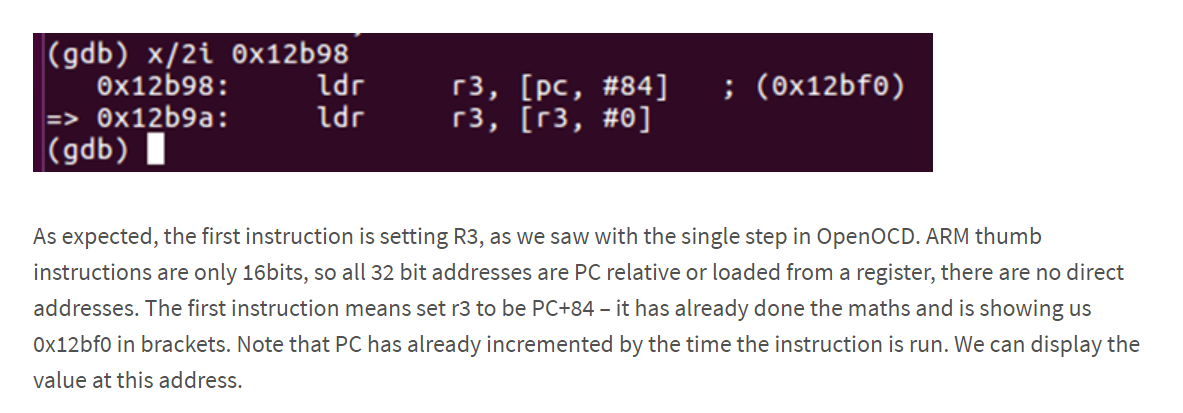 (gdb) x/2i 0x12b98
0x12b98: ldr r3, [pc, #84] ; (0x12bf0)
=> 0x12b9a: ldr r3, [r3, #0]
(gdb)
As expected, the first instruction is setting R3, as we saw with the single step in OpenOCD. ARM thumb
instructions are only 16bits, so all 32 bit addresses are PC relative or loaded from a register, there are no direct
addresses. The first instruction means set r3 to be PC+84 – it has already done the maths and is showing us
0x12bf0 in brackets. Note that PC has already incremented by the time the instruction is run. We can display the
value at this address.